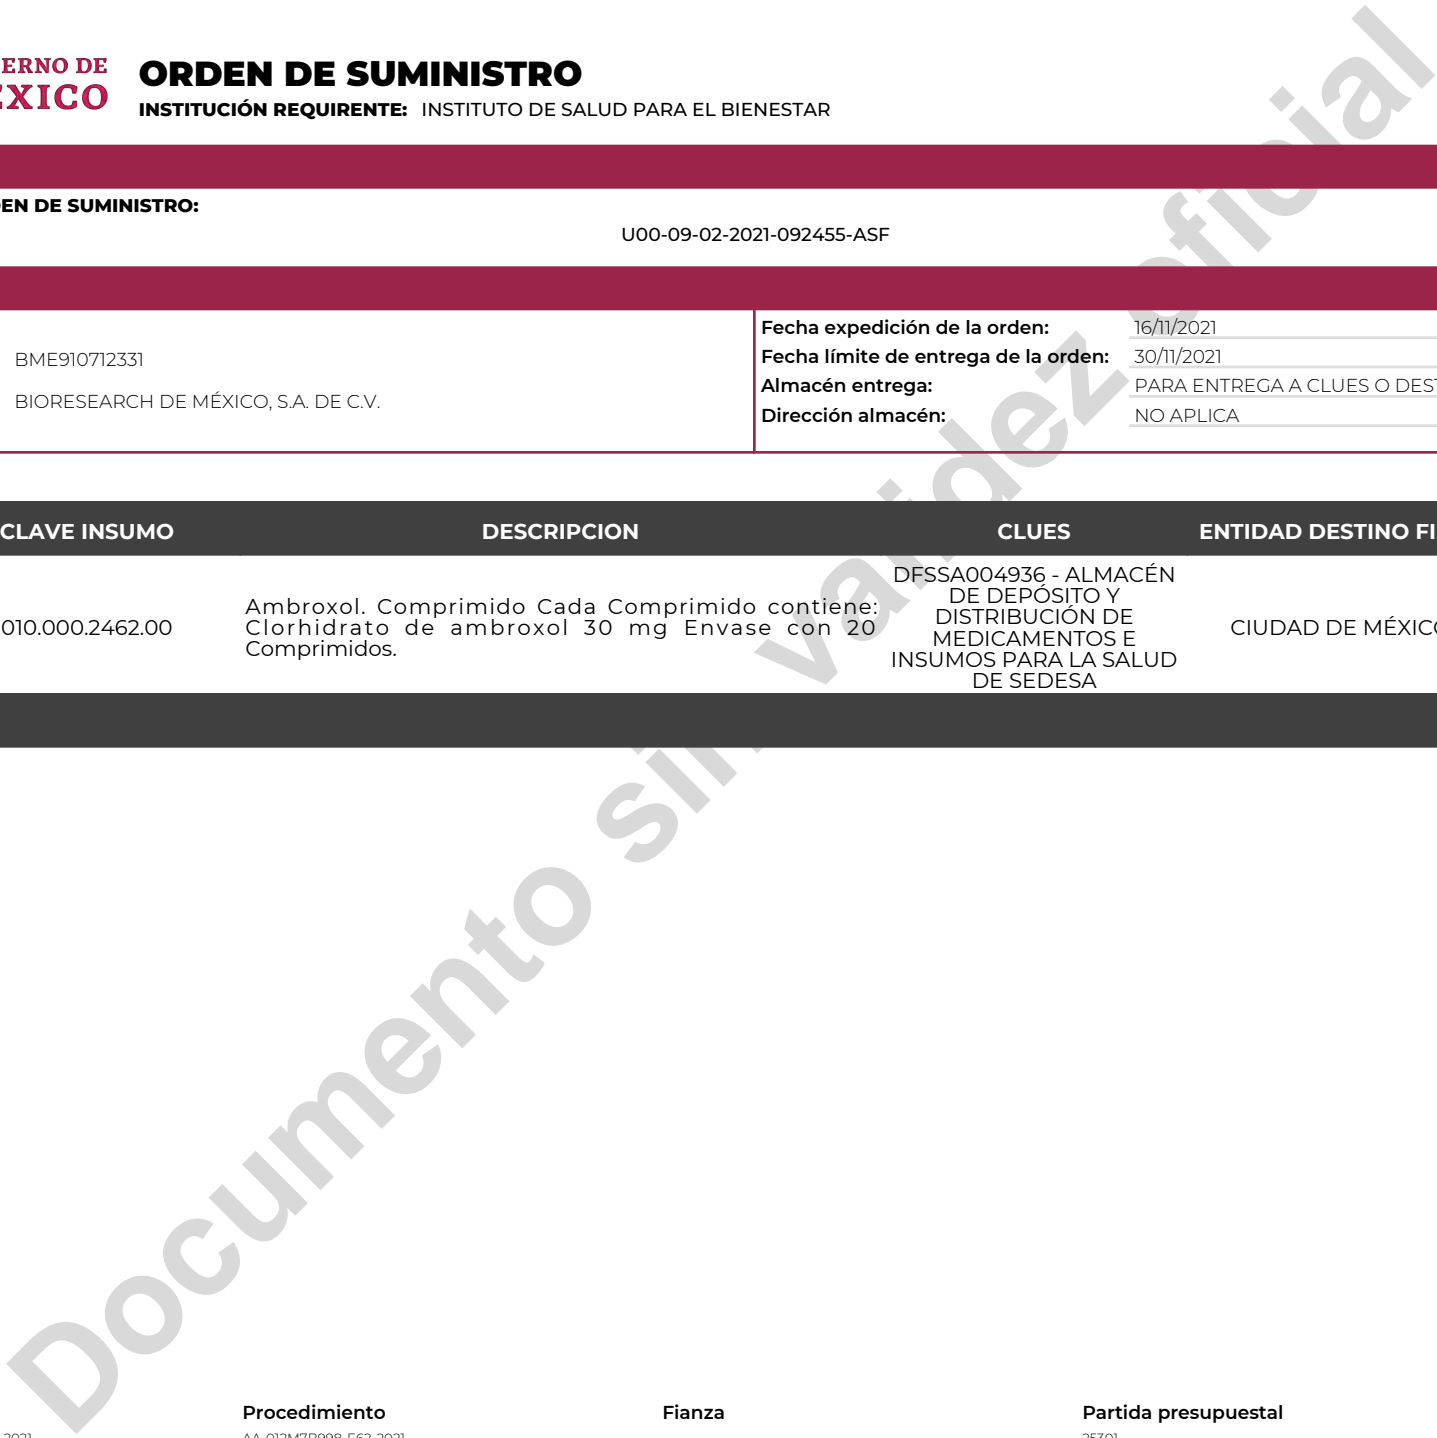 ERNO DE
ÉXICO
ORDEN DE SUMINISTRO
INSTITUCIÓN REQUIRENTE: INSTITUTO DE SALUD PARA EL BIENESTAR
EN DE SUMINISTRO:
U00-09-02-2021-092455-ASF
BME910712331
BIORESEARCH DE MÉXICO, S.A. DE C.V.
Fecha expedición de la orden: 16/11/2021
Fecha límite de entrega de la orden: 30/11/2021
Almacén entrega: PARA ENTREGA A CLUES O DEST
Dirección almacén: NO APLICA
CLAVE INSUMO DESCRIPCION CLUES ENTIDAD DESTINO FI
010.000.2462.00
Ambroxol. Comprimido Cada Comprimido contiene:
Clorhidrato de ambroxol 30 mg Envase con 20
Comprimidos.
DFSSA004936 - ALMACÉN
DE DEPÓSITO Y
DISTRIBUCIÓN DE
MEDICAMENTOS E
INSUMOS PARA LA SALUD
DE SEDESA
CIUDAD DE MÉXICO
Documento sin validez oficial
Procedimiento Fianza Partida presupuestal